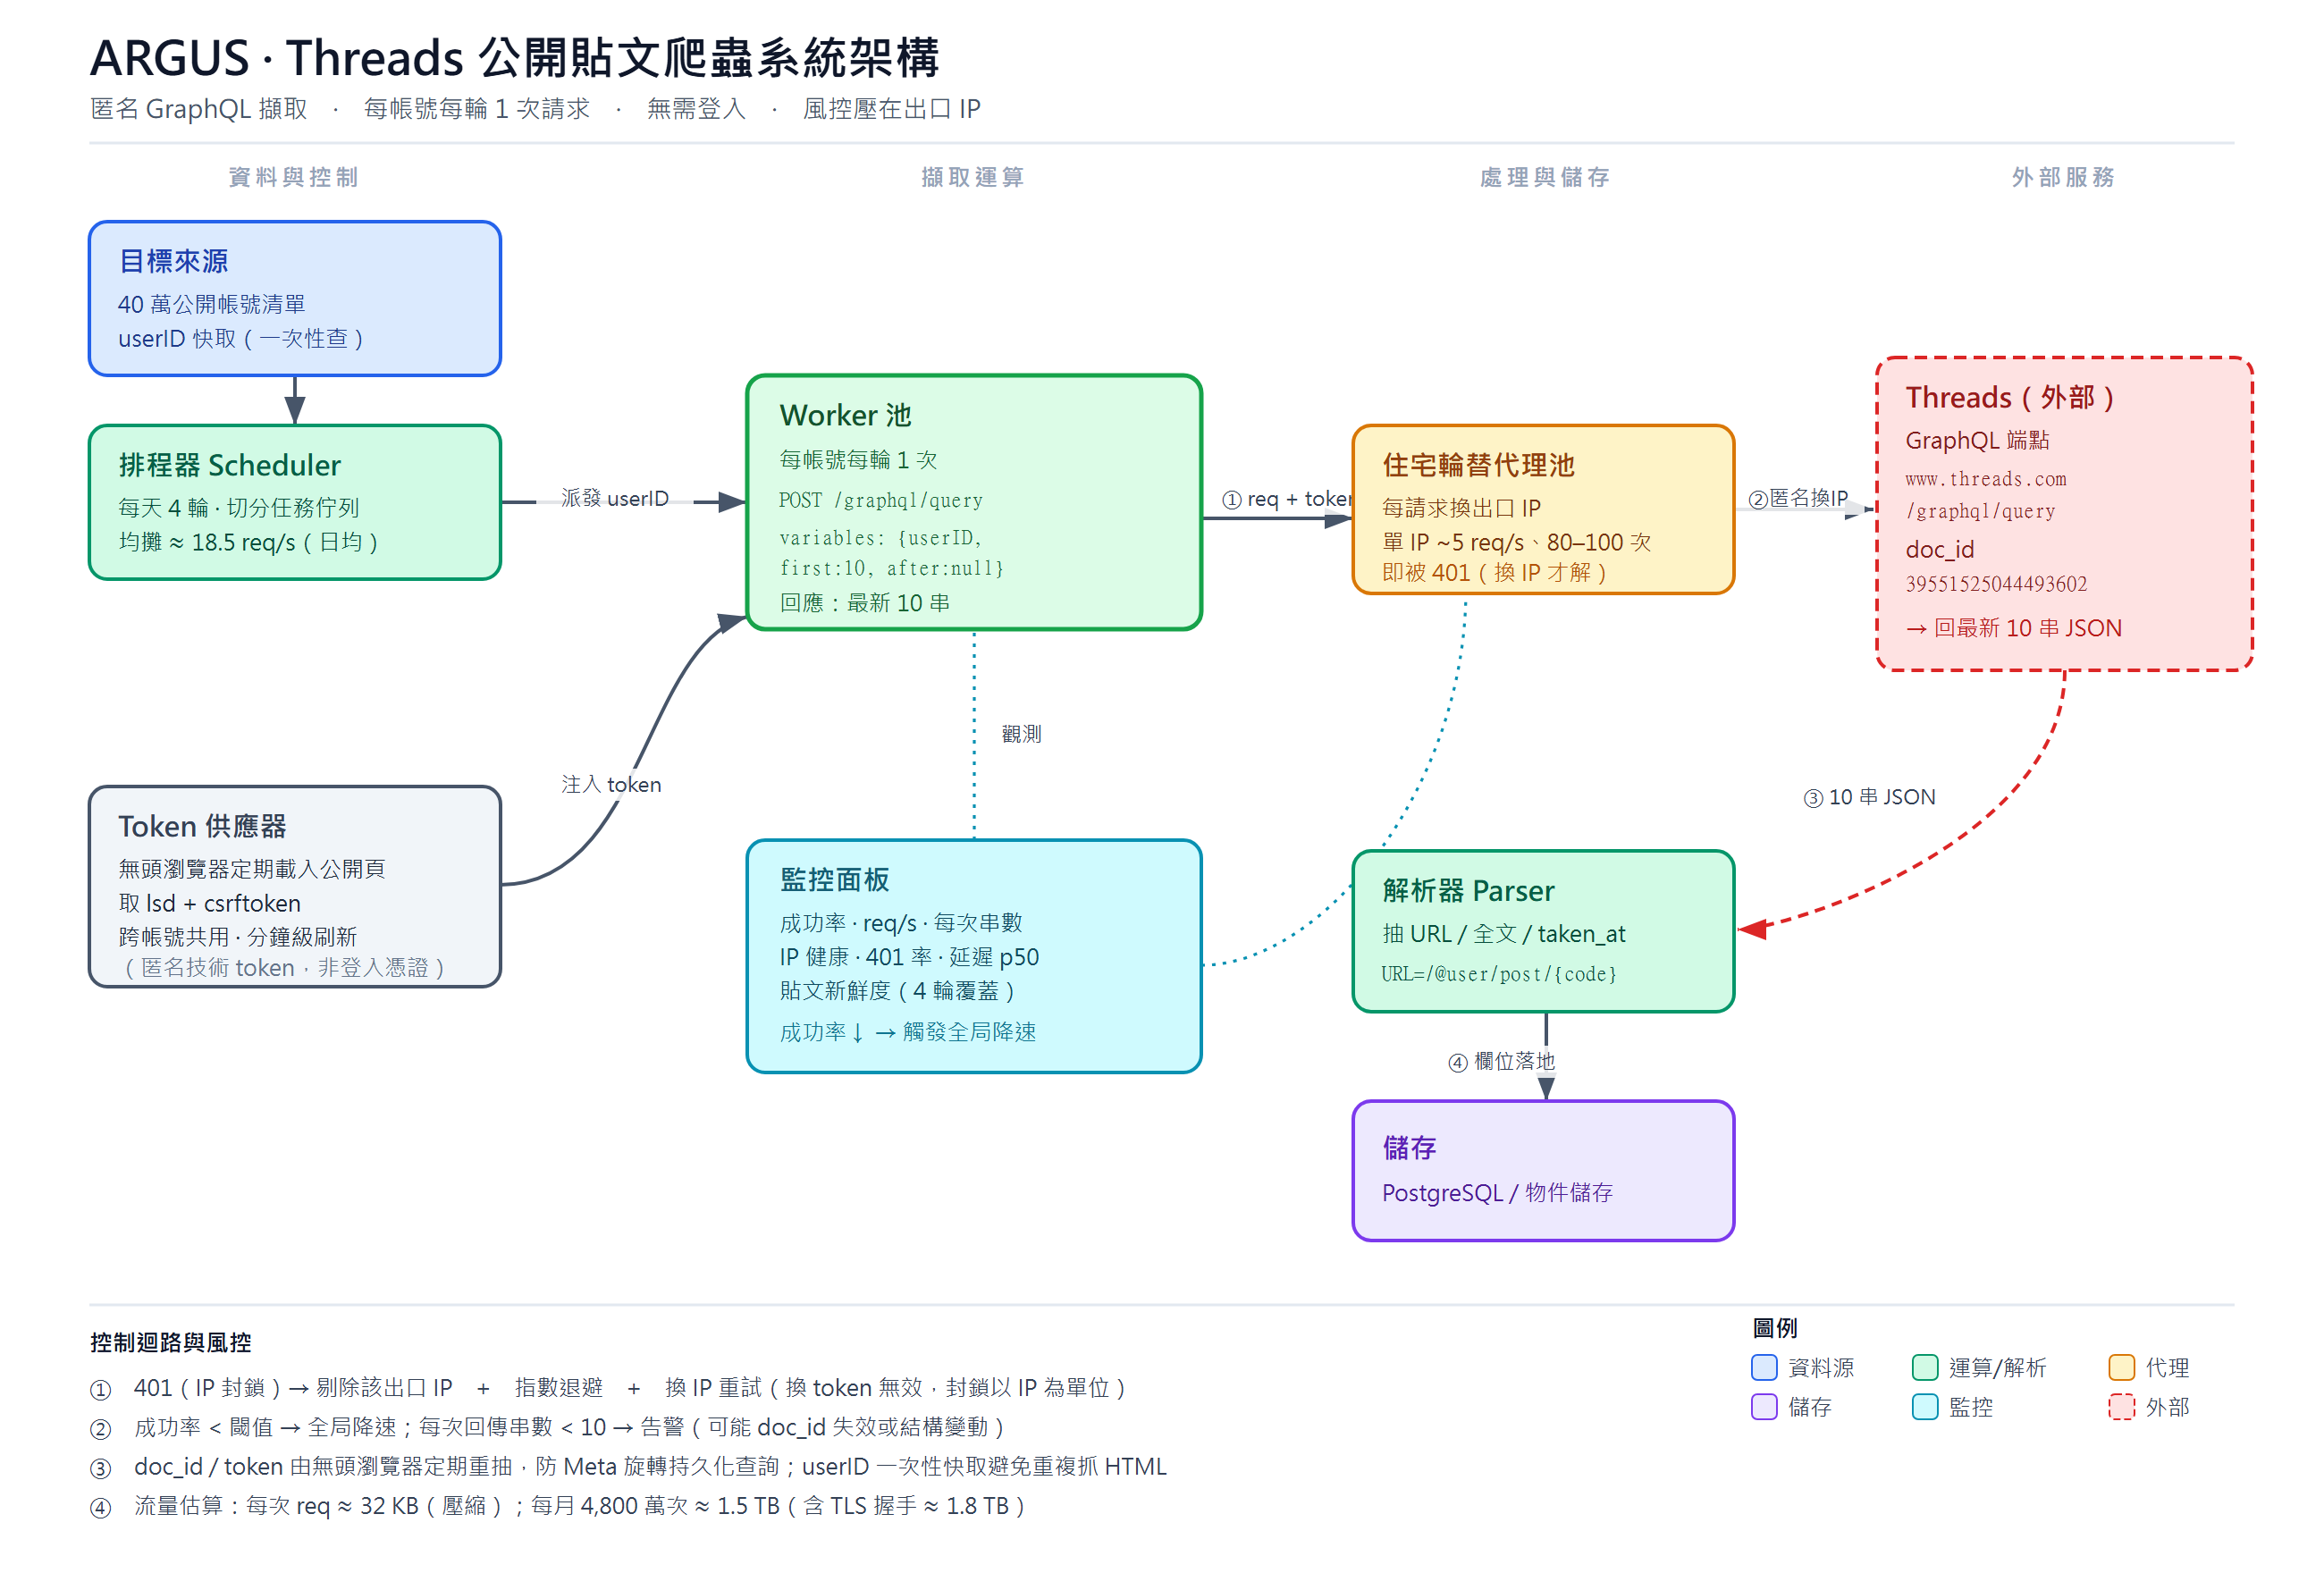 ARGUS · Threads 公開貼文爬蟲系統架構
匿名 GraphQL 擷取 · 每帳號每輪 1 次請求 · 無需登入 · 風控壓在出口 IP
資料與控制
擷取運算
處理與儲存
外部服務
目標來源
40 萬公開帳號清單
userID 快取（一次性查）
排程器 Scheduler
每天 4 輪 · 切分任務佇列
均攤 ≈ 18.5 req/s（日均）
派發 userID
Token 供應器
無頭瀏覽器定期載入公開頁
取 lsd + csrftoken
跨帳號共用 · 分鐘級刷新
（匿名技術 token，非登入憑證）
注入 token
Worker 池
每帳號每輪 1 次
POST /graphql/query
variables: {userID,
first:10, after:null}
回應：最新 10 串
觀測
監控面板
成功率 · req/s · 每次串數
IP 健康 · 401 率 · 延遲 p50
貼文新鮮度（4 輪覆蓋）
成功率↓ → 觸發全局降速
① req + token
住宅輪替代理池
每請求換出口 IP
單 IP ~5 req/s、80–100 次
即被 401（換 IP 才解）
②匿名換IP
Threads（外部）
GraphQL 端點
www.threads.com
/graphql/query
doc_id
39551525044493602
→ 回最新 10 串 JSON
③ 10 串 JSON
解析器 Parser
抽 URL / 全文 / taken_at
URL=/@user/post/{code}
④ 欄位落地
儲存
PostgreSQL / 物件儲存
控制迴路與風控
① 401（IP 封鎖）→ 剔除該出口 IP + 指數退避 + 換 IP 重試（換 token 無效，封鎖以 IP 為單位）
② 成功率 < 閾值 → 全局降速；每次回傳串數 < 10 → 告警（可能 doc_id 失效或結構變動）
③ doc_id / token 由無頭瀏覽器定期重抽，防 Meta 旋轉持久化查詢；userID 一次性快取避免重複抓 HTML
④ 流量估算：每次 req ≈ 32 KB（壓縮）；每月 4,800 萬次 ≈ 1.5 TB（含 TLS 握手 ≈ 1.8 TB）
圖例
資料源
運算/解析
代理
儲存
監控
外部